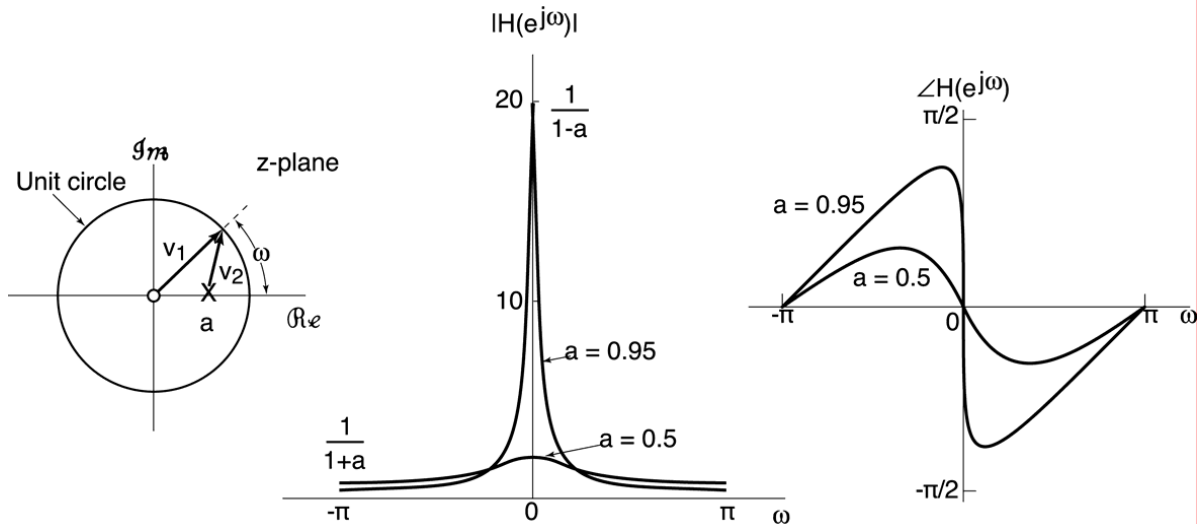 𝓘𝓶
z-plane
Unit circle
v1
v2
ω
a
ℛℯ
|H(e^jω)|
20
1
1-a
10
a = 0.95
a = 0.5
1
1+a
-π
0
π
ω
∠H(e^jω)
π/2
a = 0.95
a = 0.5
-π
0
π
ω
-π/2